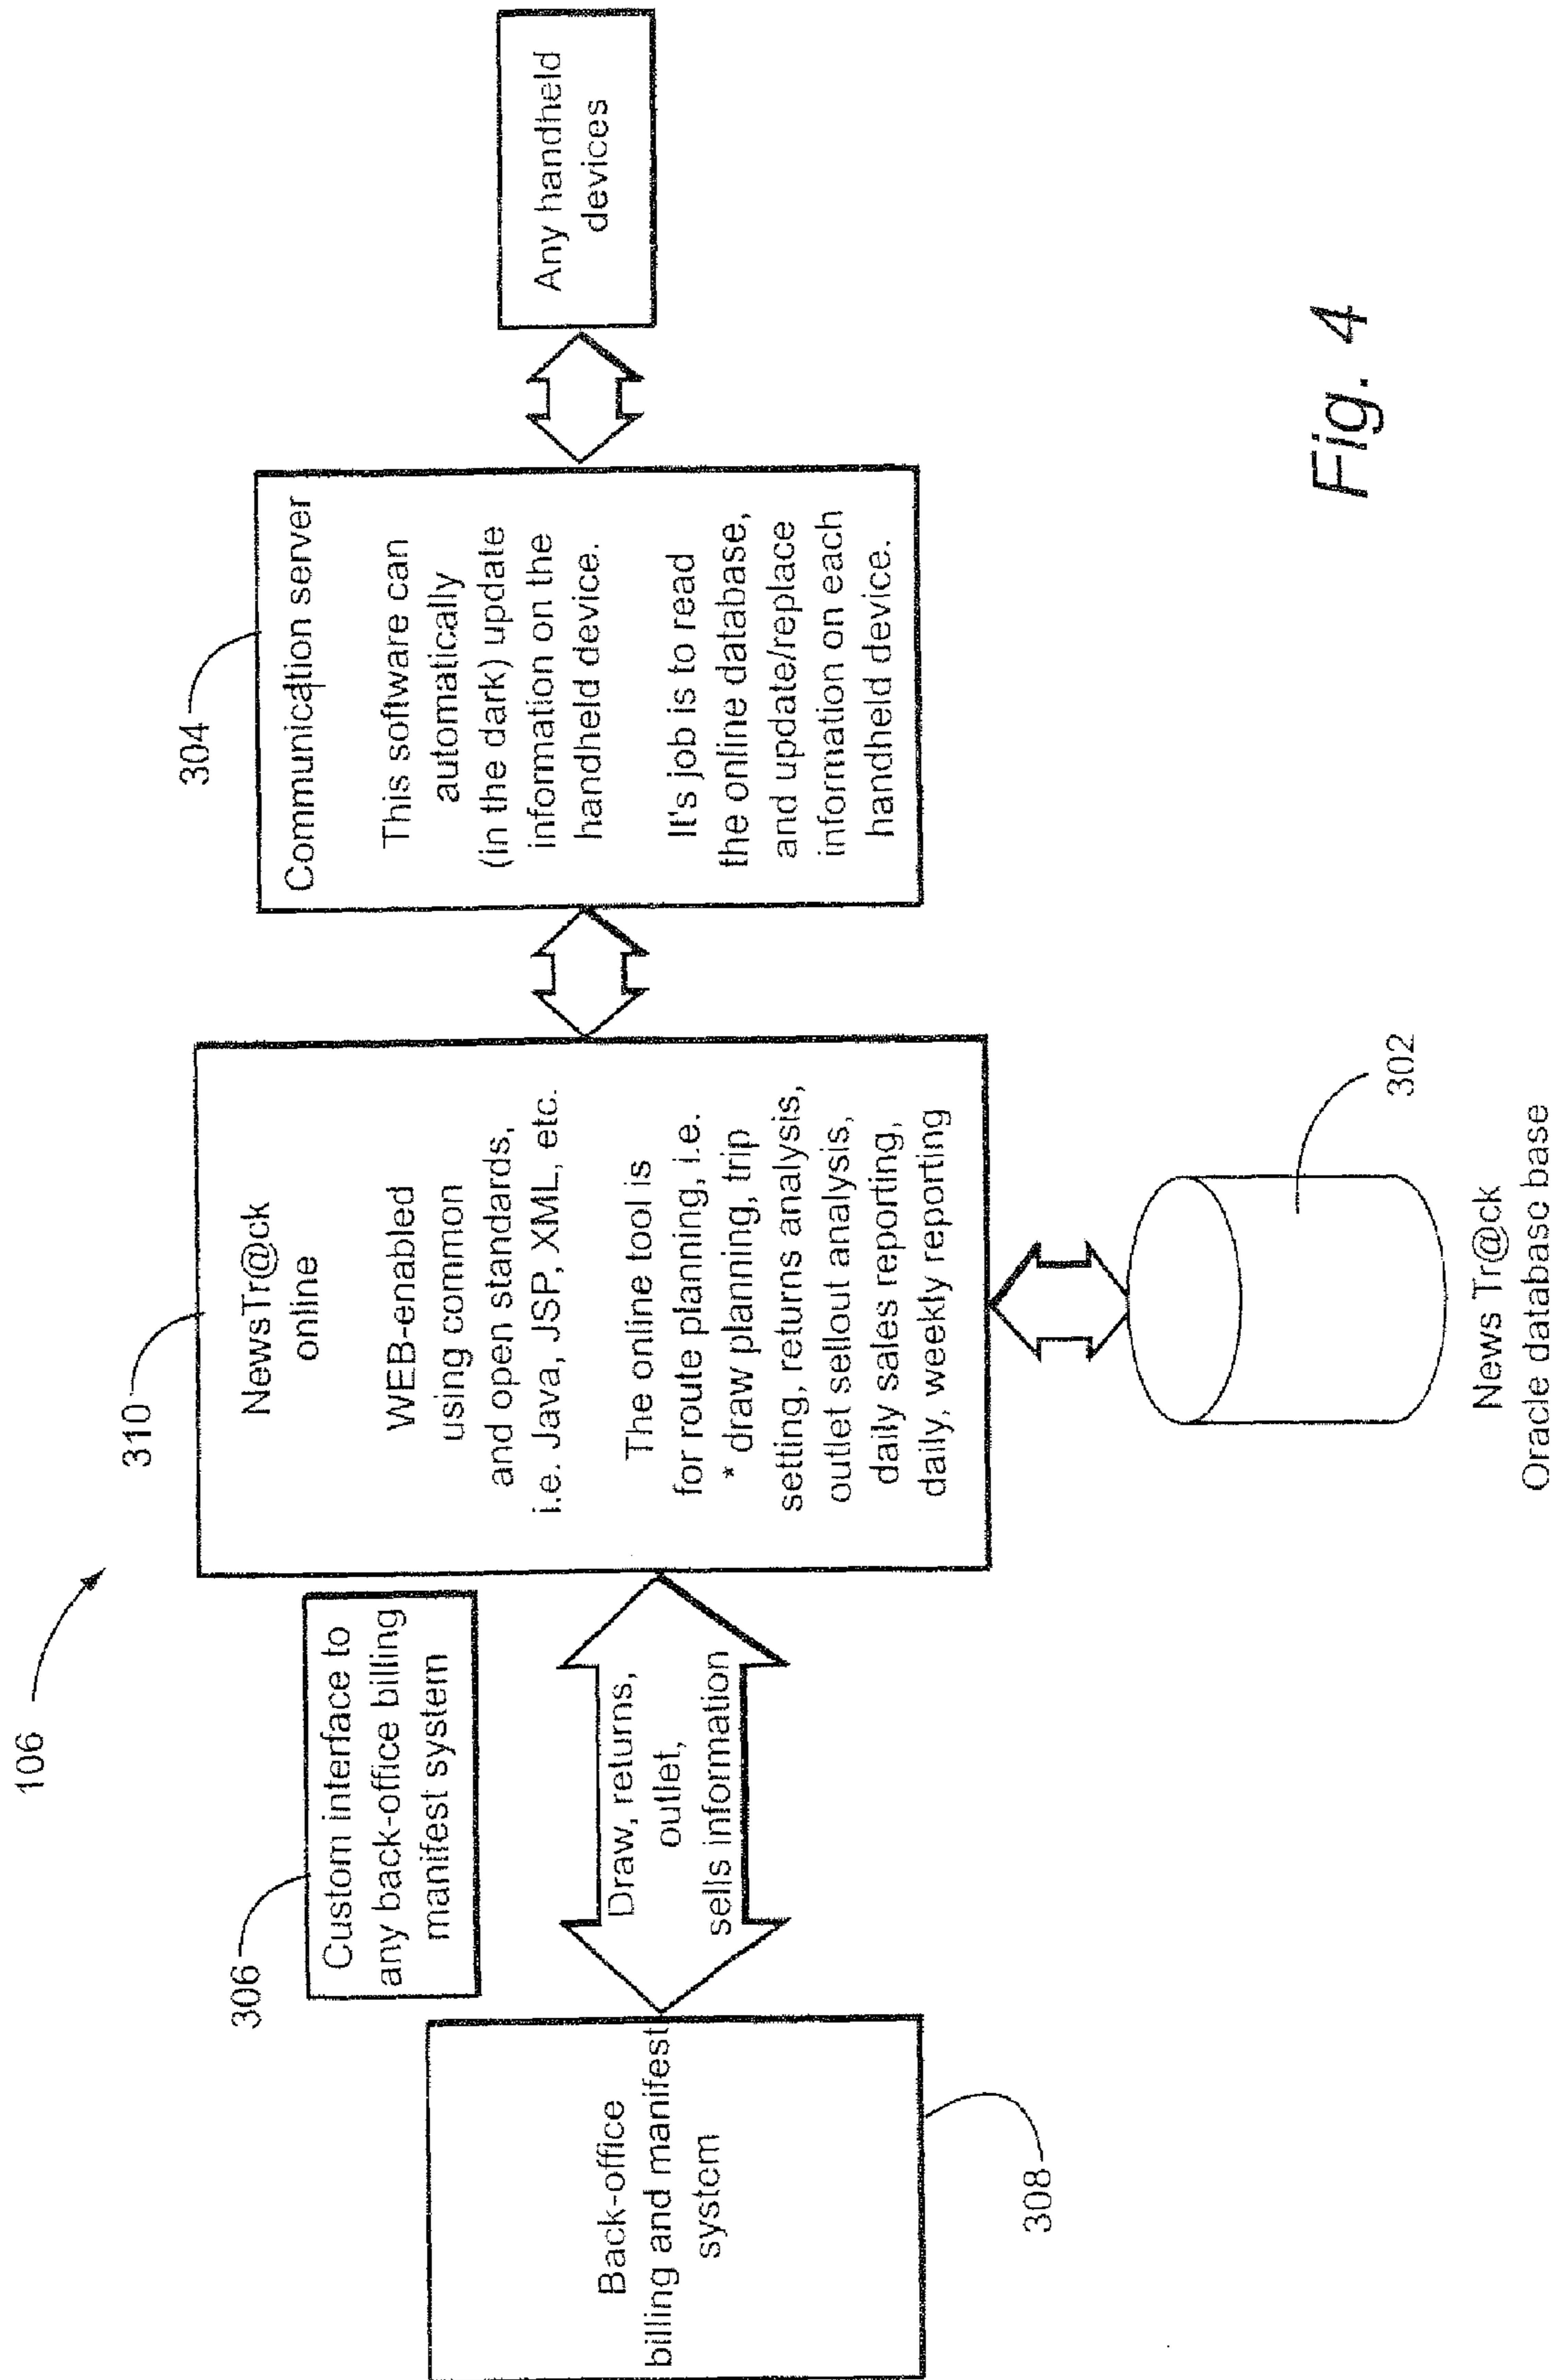 106
306
Custom interface to
any back-office billing
manifest system
Back-office
billing and manifest
system
308
Draw, returns,
outlet,
sells information
310
NewsTr@ck
online
WEB-enabled
using common
and open standards,
i.e. Java, JSP, XML, etc.
The online tool is
for route planning, i.e.
* draw planning, trip
setting, returns analysis,
outlet sellout analysis,
daily sales reporting,
daily, weekly reporting
302
News Tr@ck
Oracle database base
304
Communication server
This software can
automatically
(in the dark) update
information on the
handheld device.
It's job is to read
the online database,
and update/replace
information on each
handheld device.
Any handheld
devices
Fig. 4